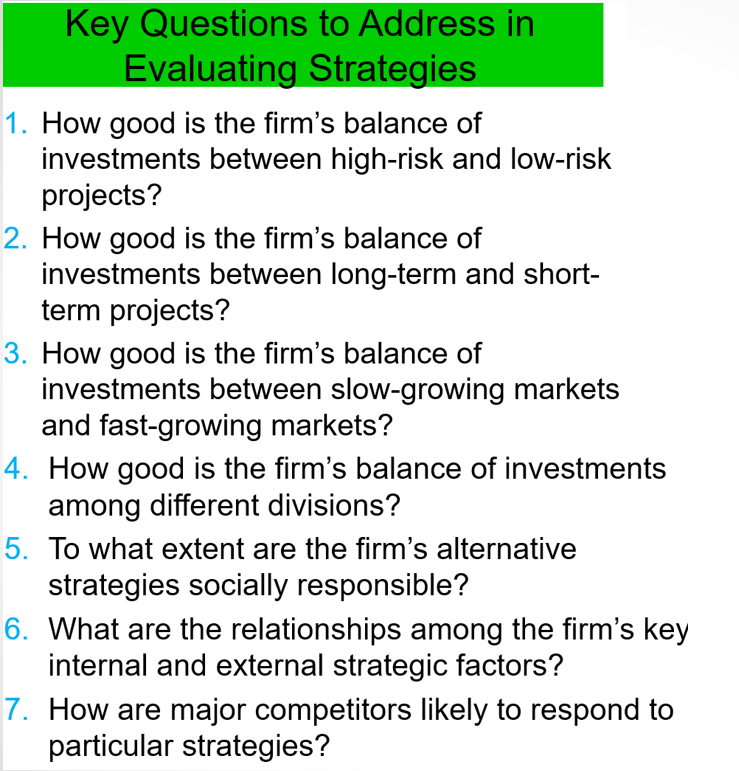 Key Questions to Address in
Evaluating Strategies
1. How good is the firm’s balance of
investments between high-risk and low-risk
projects?
2. How good is the firm’s balance of
investments between long-term and short-
term projects?
3. How good is the firm’s balance of
investments between slow-growing markets
and fast-growing markets?
4. How good is the firm’s balance of investments
among different divisions?
5. To what extent are the firm’s alternative
strategies socially responsible?
6. What are the relationships among the firm’s key
internal and external strategic factors?
7. How are major competitors likely to respond to
particular strategies?